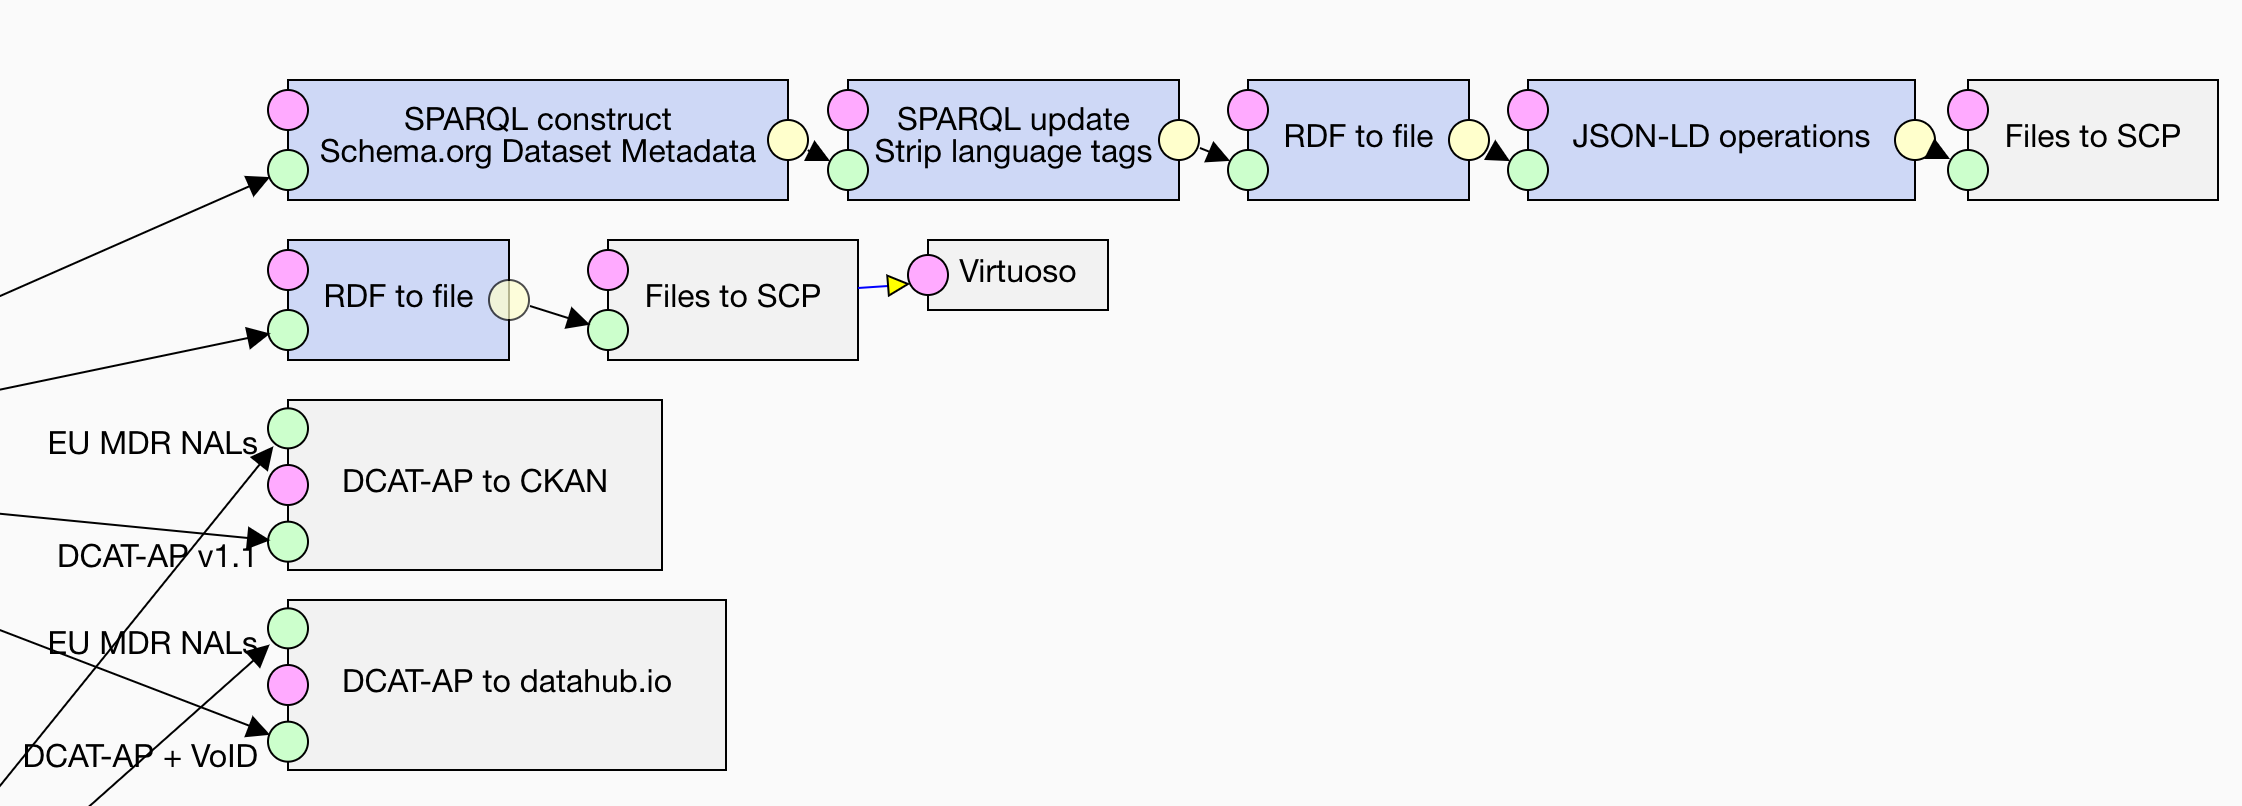 SPARQL construct
Schema.org Dataset Metadata
SPARQL update
Strip language tags
RDF to file
JSON-LD operations
Files to SCP
RDF to file
Files to SCP
Virtuoso
EU MDR NALs
DCAT-AP to CKAN
DCAT-AP v1.1
EU MDR NALs
DCAT-AP to datahub.io
DCAT-AP + VoID